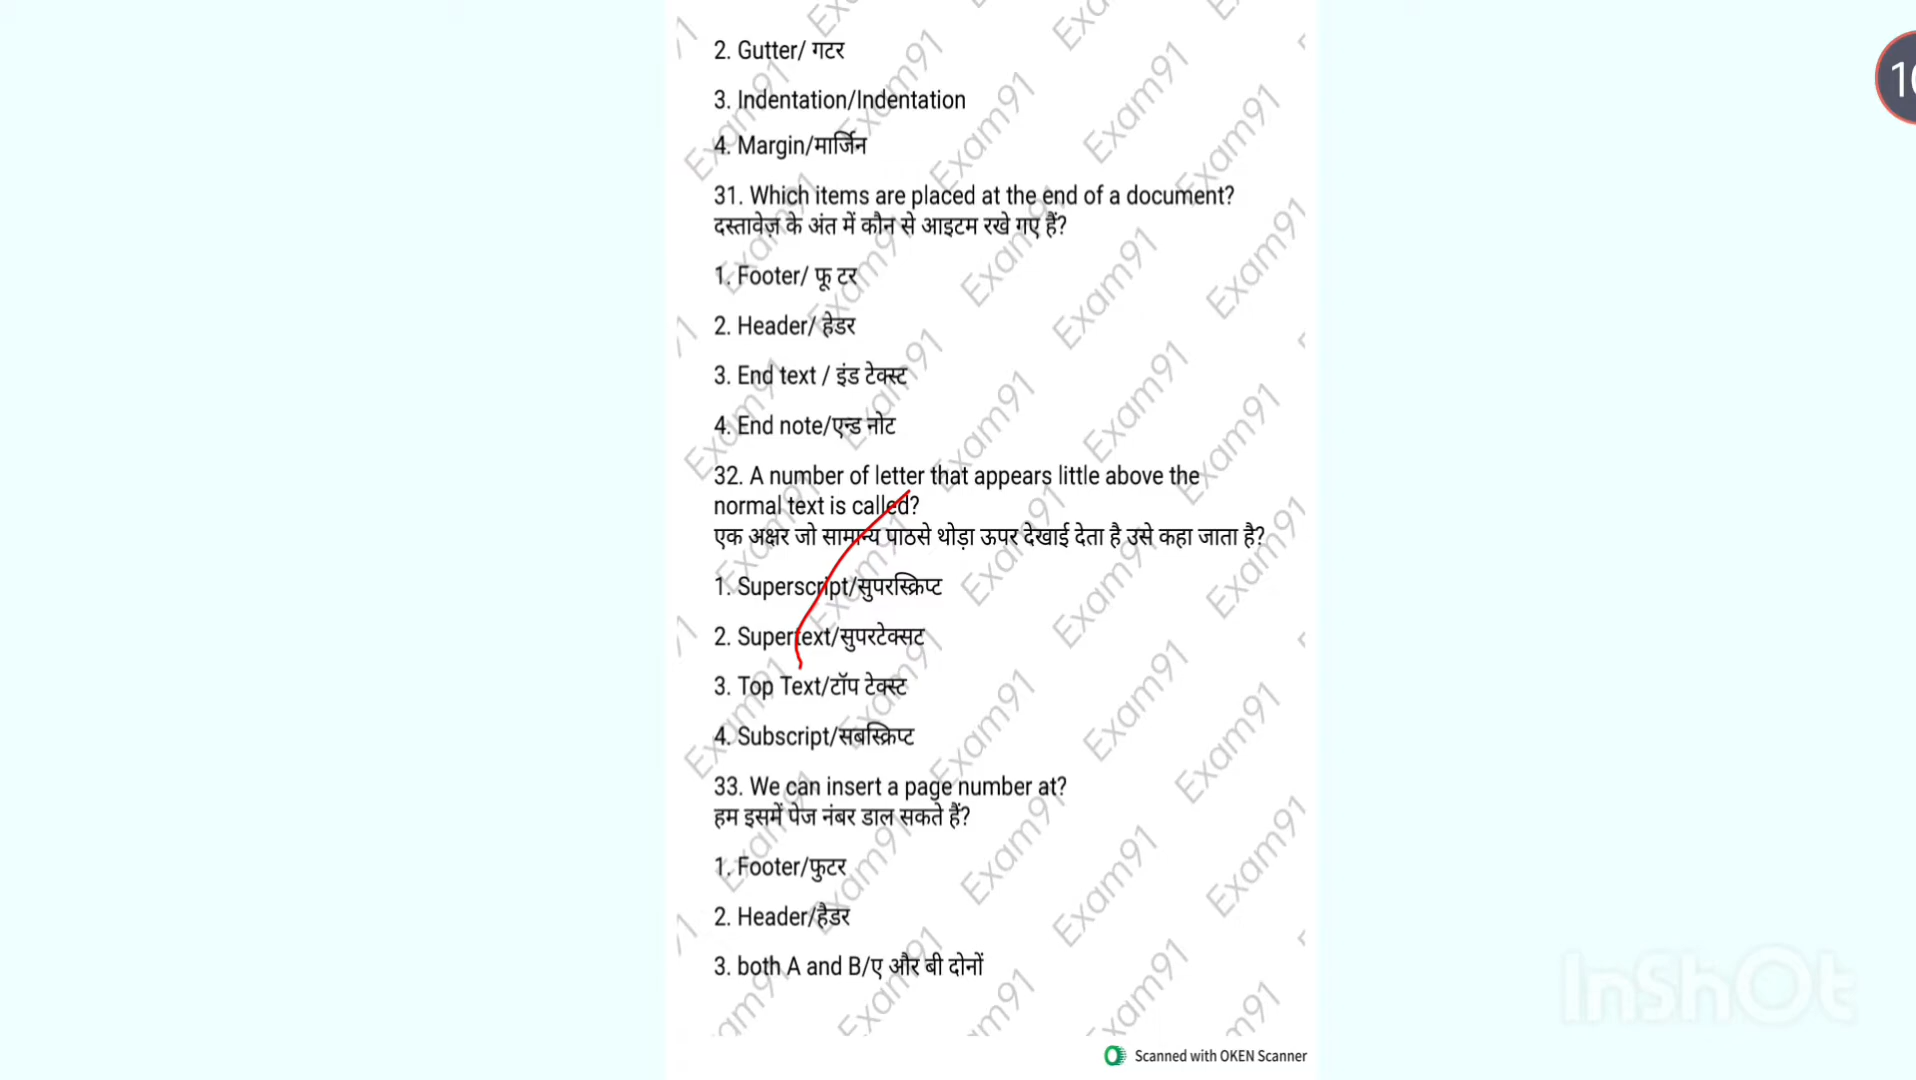 2. Gutter/ गटर
3. Indentation/Indentation
4. Margin/मार्जिन
31. Which items are placed at the end of a document?
दस्तावेज़ के अंत में कौन से आइटम रखे गए हैं?
1. Footer/ फू टर
2. Header/ हेडर
3. End text / इंड टेक्स्ट
4. End note/एन्ड नोट
32. A number of letter that appears little above the
normal text is called?
एक अक्षर जो सामान्य पाठसे थोड़ा ऊपर देखाई देता है उसे कहा जाता है?
1. Superscript/सुपरस्क्रिप्ट
2. Supertext/सुपरटेक्सट
3. Top Text/टॉप टेक्स्ट
4. Subscript/सबस्क्रिप्ट
33. We can insert a page number at?
हम इसमें पेज नंबर डाल सकते हैं?
1. Footer/फुटर
2. Header/हैडर
3. both A and B/ए और बी दोनों
Scanned with OKEN Scanner
Exam91
InShOt